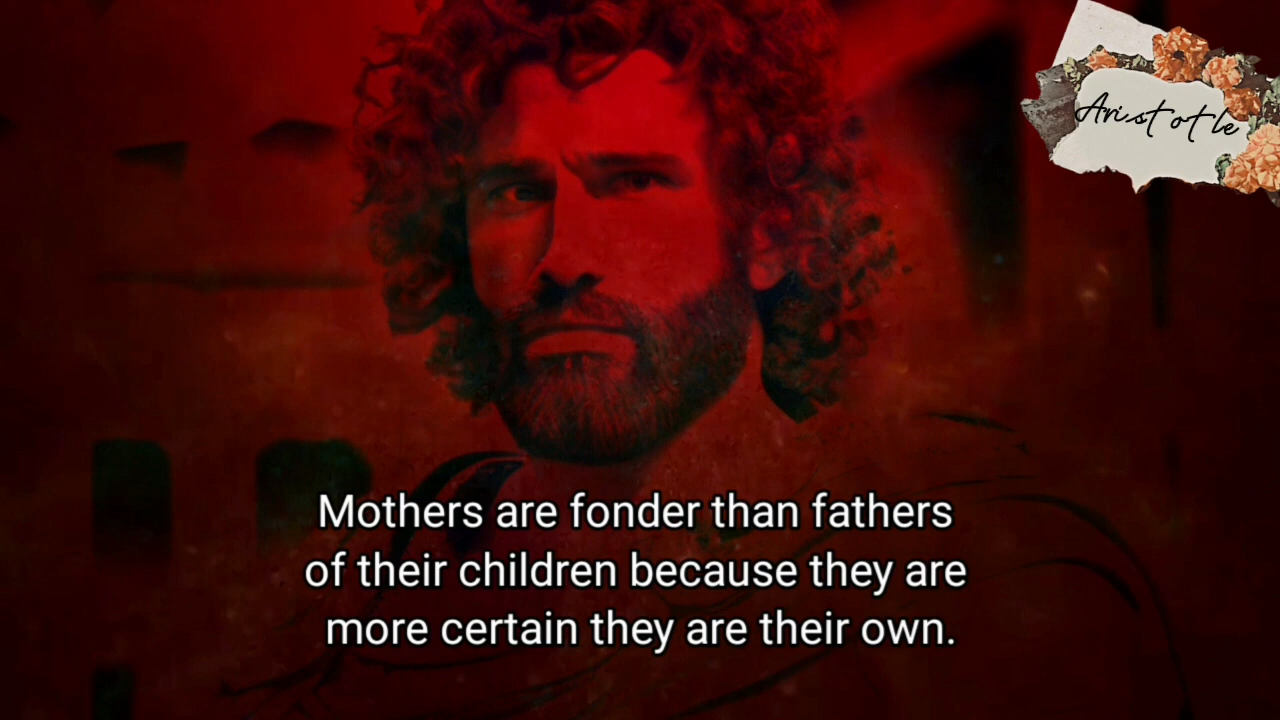 Aristotle
Mothers are fonder than fathers
of their children because they are
more certain they are their own.